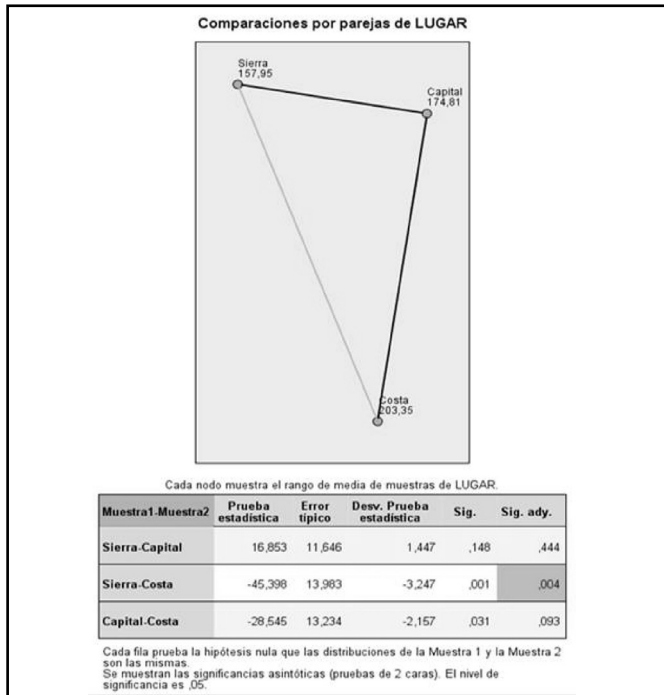 Comparaciones por parejas de LUGAR
Sierra
157,95
Capital
174,81
Costa
203,35
Cada nodo muestra el rango de media de muestras de LUGAR.
Muestra1-Muestra2 Prueba estadística Error típico Desv. Prueba estadística Sig. Sig. ady.
Sierra-Capital 16,853 11,646 1,447 ,148 ,444
Sierra-Costa -45,398 13,983 -3,247 ,001 ,004
Capital-Costa -28,545 13,234 -2,157 ,031 ,093
Cada fila prueba la hipótesis nula que las distribuciones de la Muestra 1 y la Muestra 2
son las mismas.
Se muestran las significancias asintóticas (pruebas de 2 caras). El nivel de
significancia es ,05.